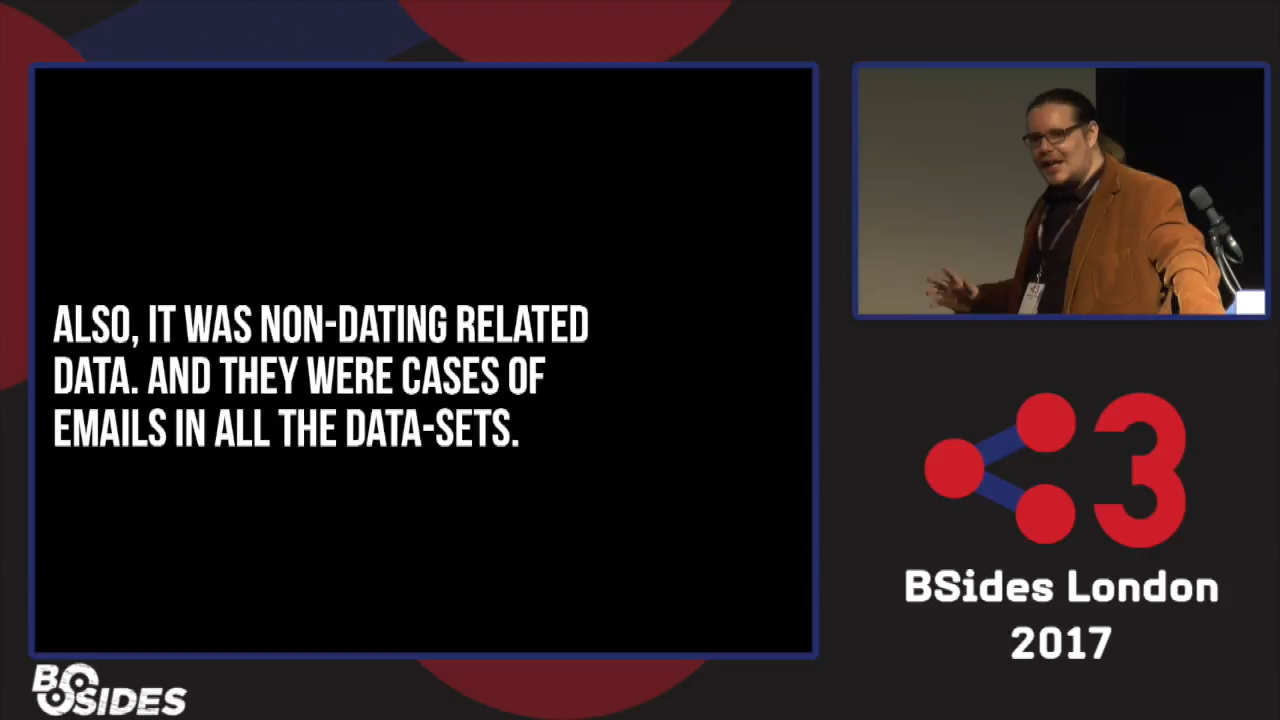 ALSO, IT WAS NON-DATING RELATED
DATA. AND THEY WERE CASES OF
EMAILS IN ALL THE DATA-SETS.
3
BSides London
2017
BSIDES